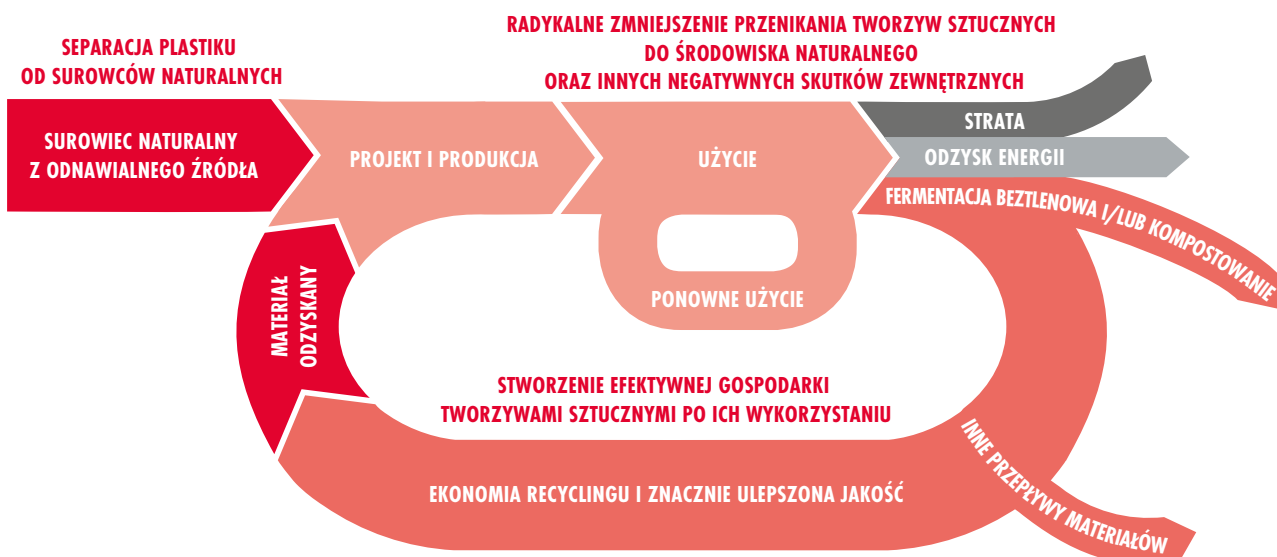 SEPARACJA PLASTIKU
OD SUROWCÓW NATURALNYCH
RADYKALNE ZMNIEJSZENIE PRZENIKANIA TWORZYW SZTUCZNYCH
DO ŚRODOWISKA NATURALNEGO
ORAZ INNYCH NEGATYWNYCH SKUTKÓW ZEWNĘTRZNYCH
SUROWIEC NATURALNY
Z ODNAWIALNEGO ŹRÓDŁA
PROJEKT I PRODUKCJA
UŻYCIE
STRATA
ODZYSK ENERGII
FERMENTACJA BEZTLENOWA I/LUB KOMPOSTOWANIE
PONOWNE UŻYCIE
MATERIAŁ
ODZYSKANY
STWORZENIE EFEKTYWNEJ GOSPODARKI
TWORZYWAMI SZTUCZNYMI PO ICH WYKORZYSTANIU
INNE PRZEPŁYWY MATERIAŁÓW
EKONOMIA RECYCLINGU I ZNACZNIE ULEPSZONA JAKOŚĆ